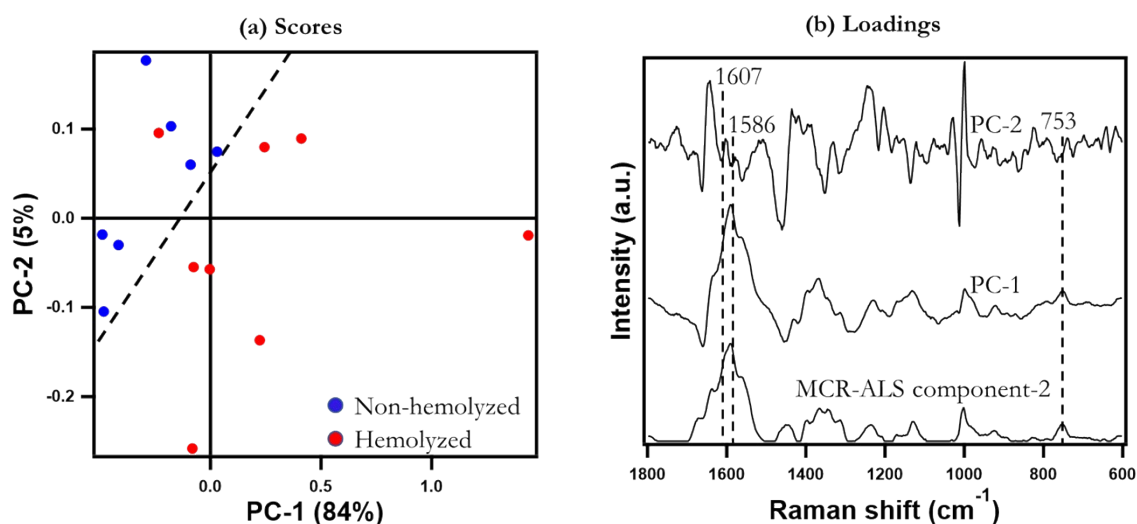 (a) Scores
0.1
0.0
-0.1
-0.2
PC-2 (5%)
Non-hemolyzed
Hemolyzed
0.0 0.5 1.0
PC-1 (84%)
(b) Loadings
1607
1586
PC-2
753
PC-1
MCR-ALS component-2
Intensity (a.u.)
1800 1600 1400 1200 1000 800 600
Raman shift (cm⁻¹)